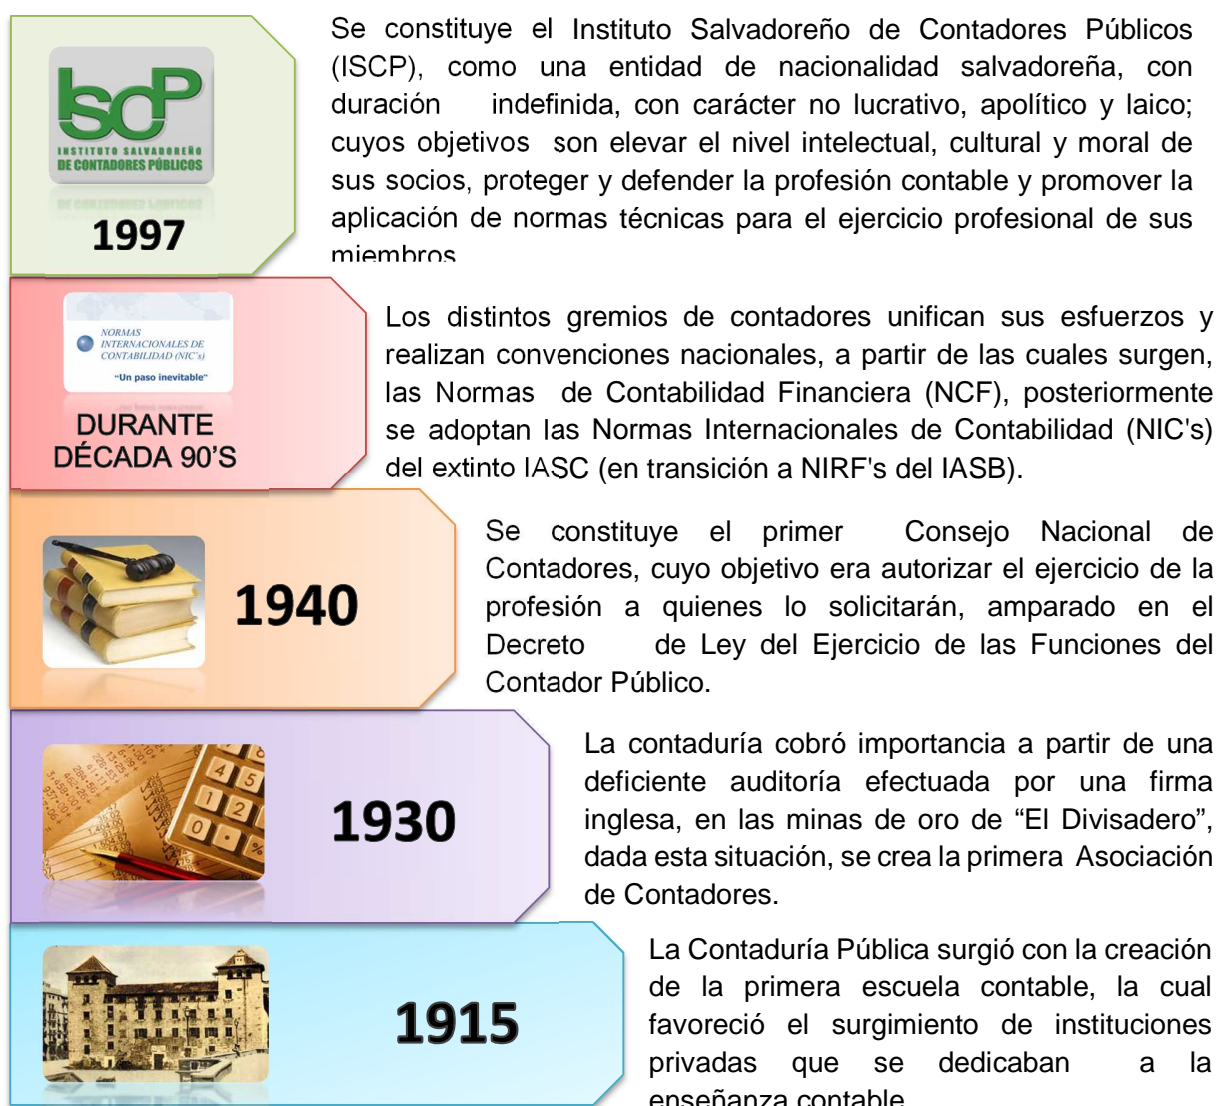 ISCP
INSTITUTO SALVADOREÑO
DE CONTADORES PÚBLICOS
1997
Se constituye el Instituto Salvadoreño de Contadores Públicos
(ISCP), como una entidad de nacionalidad salvadoreña, con
duración indefinida, con carácter no lucrativo, apolítico y laico;
cuyos objetivos son elevar el nivel intelectual, cultural y moral de
sus socios, proteger y defender la profesión contable y promover la
aplicación de normas técnicas para el ejercicio profesional de sus
miembros
NORMAS
INTERNACIONALES DE
CONTABILIDAD (NIC's)
"Un paso inevitable"
DURANTE
DÉCADA 90'S
Los distintos gremios de contadores unifican sus esfuerzos y
realizan convenciones nacionales, a partir de las cuales surgen,
las Normas de Contabilidad Financiera (NCF), posteriormente
se adoptan las Normas Internacionales de Contabilidad (NIC's)
del extinto IASC (en transición a NIRF's del IASB).
1940
Se constituye el primer Consejo Nacional de
Contadores, cuyo objetivo era autorizar el ejercicio de la
profesión a quienes lo solicitarán, amparado en el
Decreto de Ley del Ejercicio de las Funciones del
Contador Público.
1930
La contaduría cobró importancia a partir de una
deficiente auditoría efectuada por una firma
inglesa, en las minas de oro de “El Divisadero”,
dada esta situación, se crea la primera Asociación
de Contadores.
1915
La Contaduría Pública surgió con la creación
de la primera escuela contable, la cual
favoreció el surgimiento de instituciones
privadas que se dedicaban a la
enseñanza contable